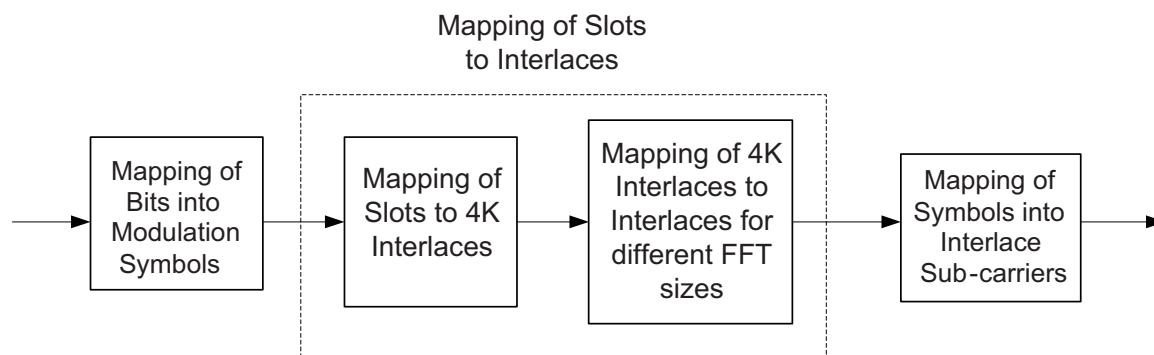 Mapping of Slots
to Interlaces
Mapping of
Bits into
Modulation
Symbols
Mapping of
Slots to 4K
Interlaces
Mapping of 4K
Interlaces to
Interlaces for
different FFT
sizes
Mapping of
Symbols into
Interlace
Sub-carriers